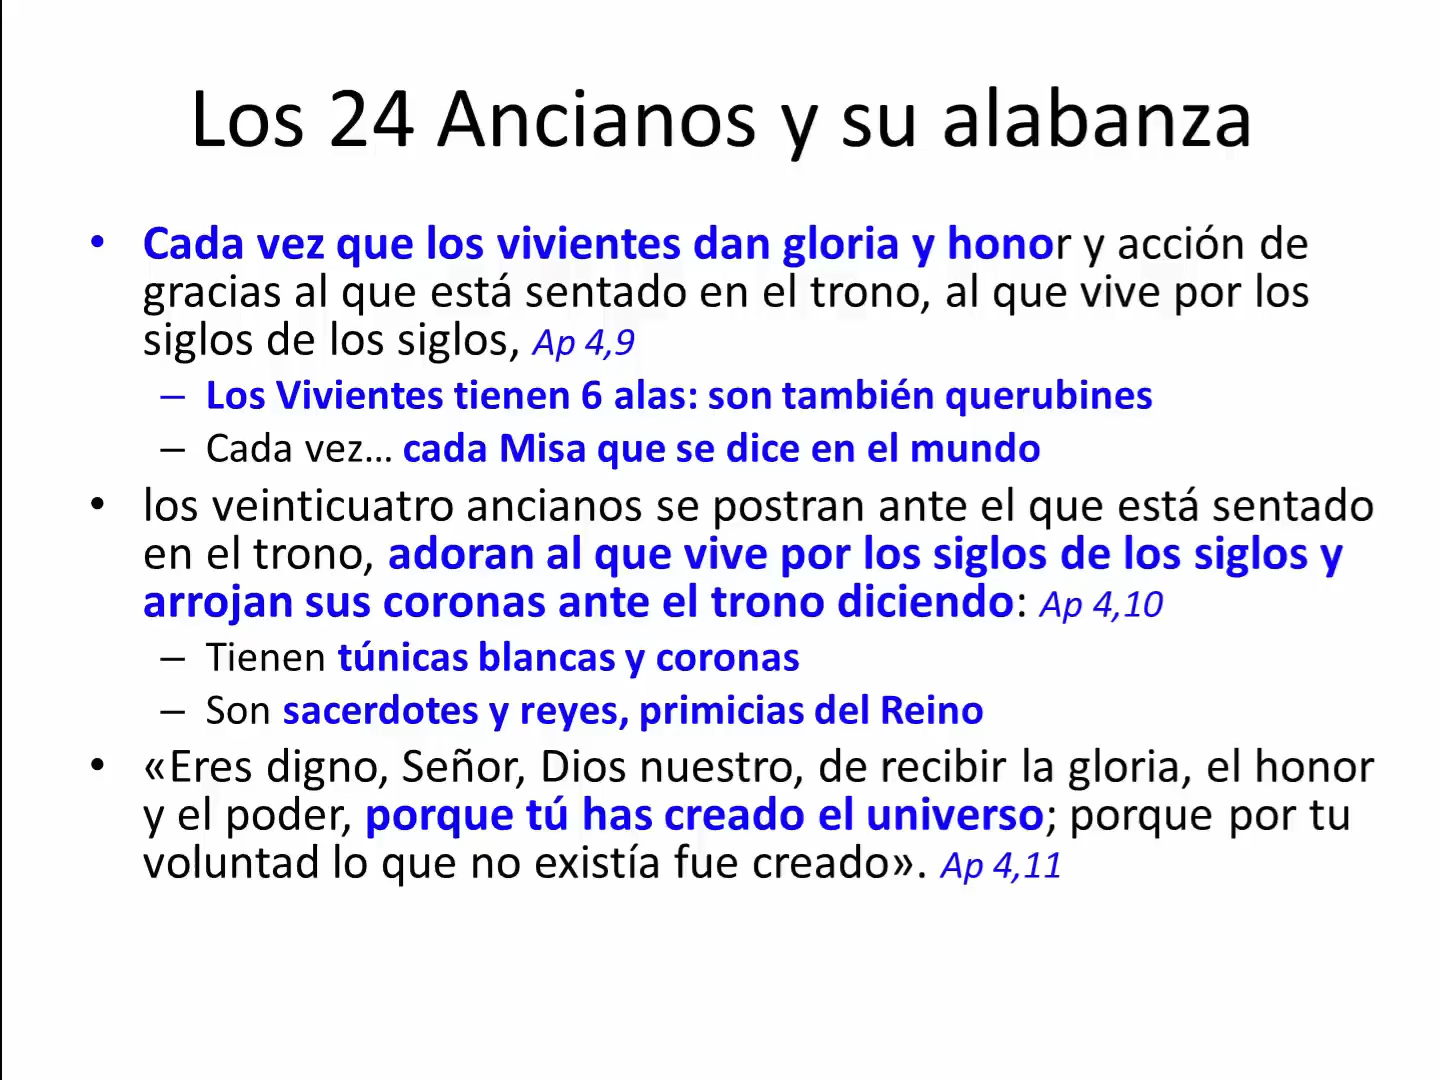 Los 24 Ancianos y su alabanza
• Cada vez que los vivientes dan gloria y honor y acción de
gracias al que está sentado en el trono, al que vive por los
siglos de los siglos, Ap 4,9
– Los Vivientes tienen 6 alas: son también querubines
– Cada vez… cada Misa que se dice en el mundo
• los veinticuatro ancianos se postran ante el que está sentado
en el trono, adoran al que vive por los siglos de los siglos y
arrojan sus coronas ante el trono diciendo: Ap 4,10
– Tienen túnicas blancas y coronas
– Son sacerdotes y reyes, primicias del Reino
• «Eres digno, Señor, Dios nuestro, de recibir la gloria, el honor
y el poder, porque tú has creado el universo; porque por tu
voluntad lo que no existía fue creado». Ap 4,11